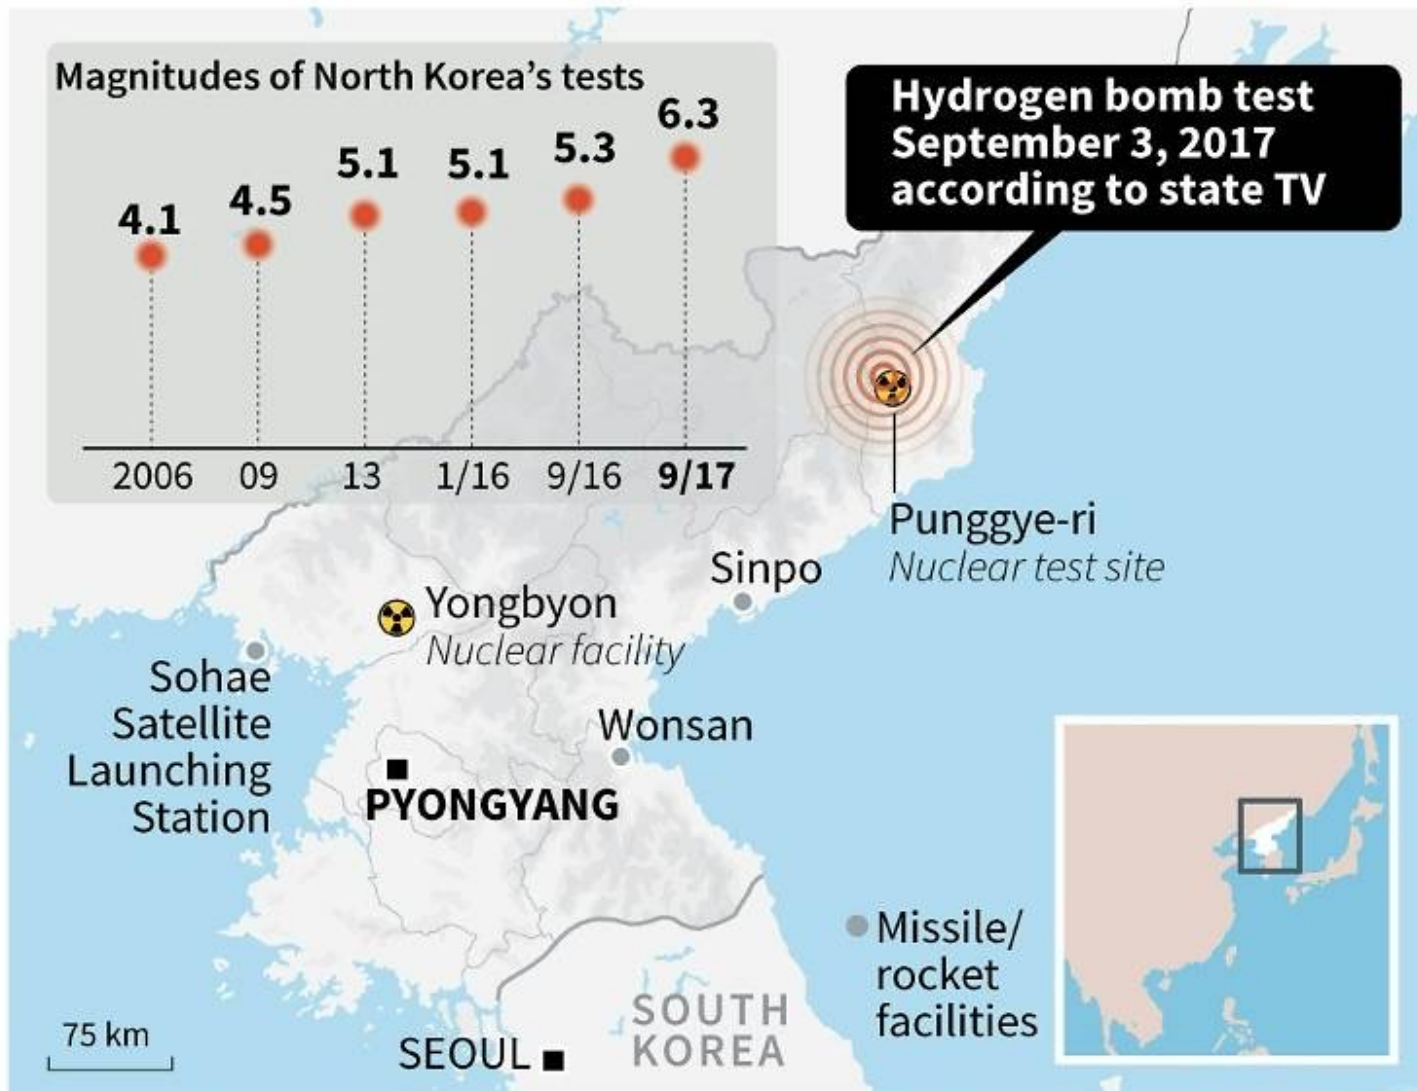 Magnitudes of North Korea's tests
4.1
4.5
5.1
5.1
5.3
6.3
2006
09
13
1/16
9/16
9/17
Hydrogen bomb test
September 3, 2017
according to state TV
Punggye-ri
Nuclear test site
Sinpo
Yongbyon
Nuclear facility
Sohae
Satellite
Launching
Station
Wonsan
PYONGYANG
Missile/
rocket
facilities
SOUTH
KOREA
SEOUL
75 km